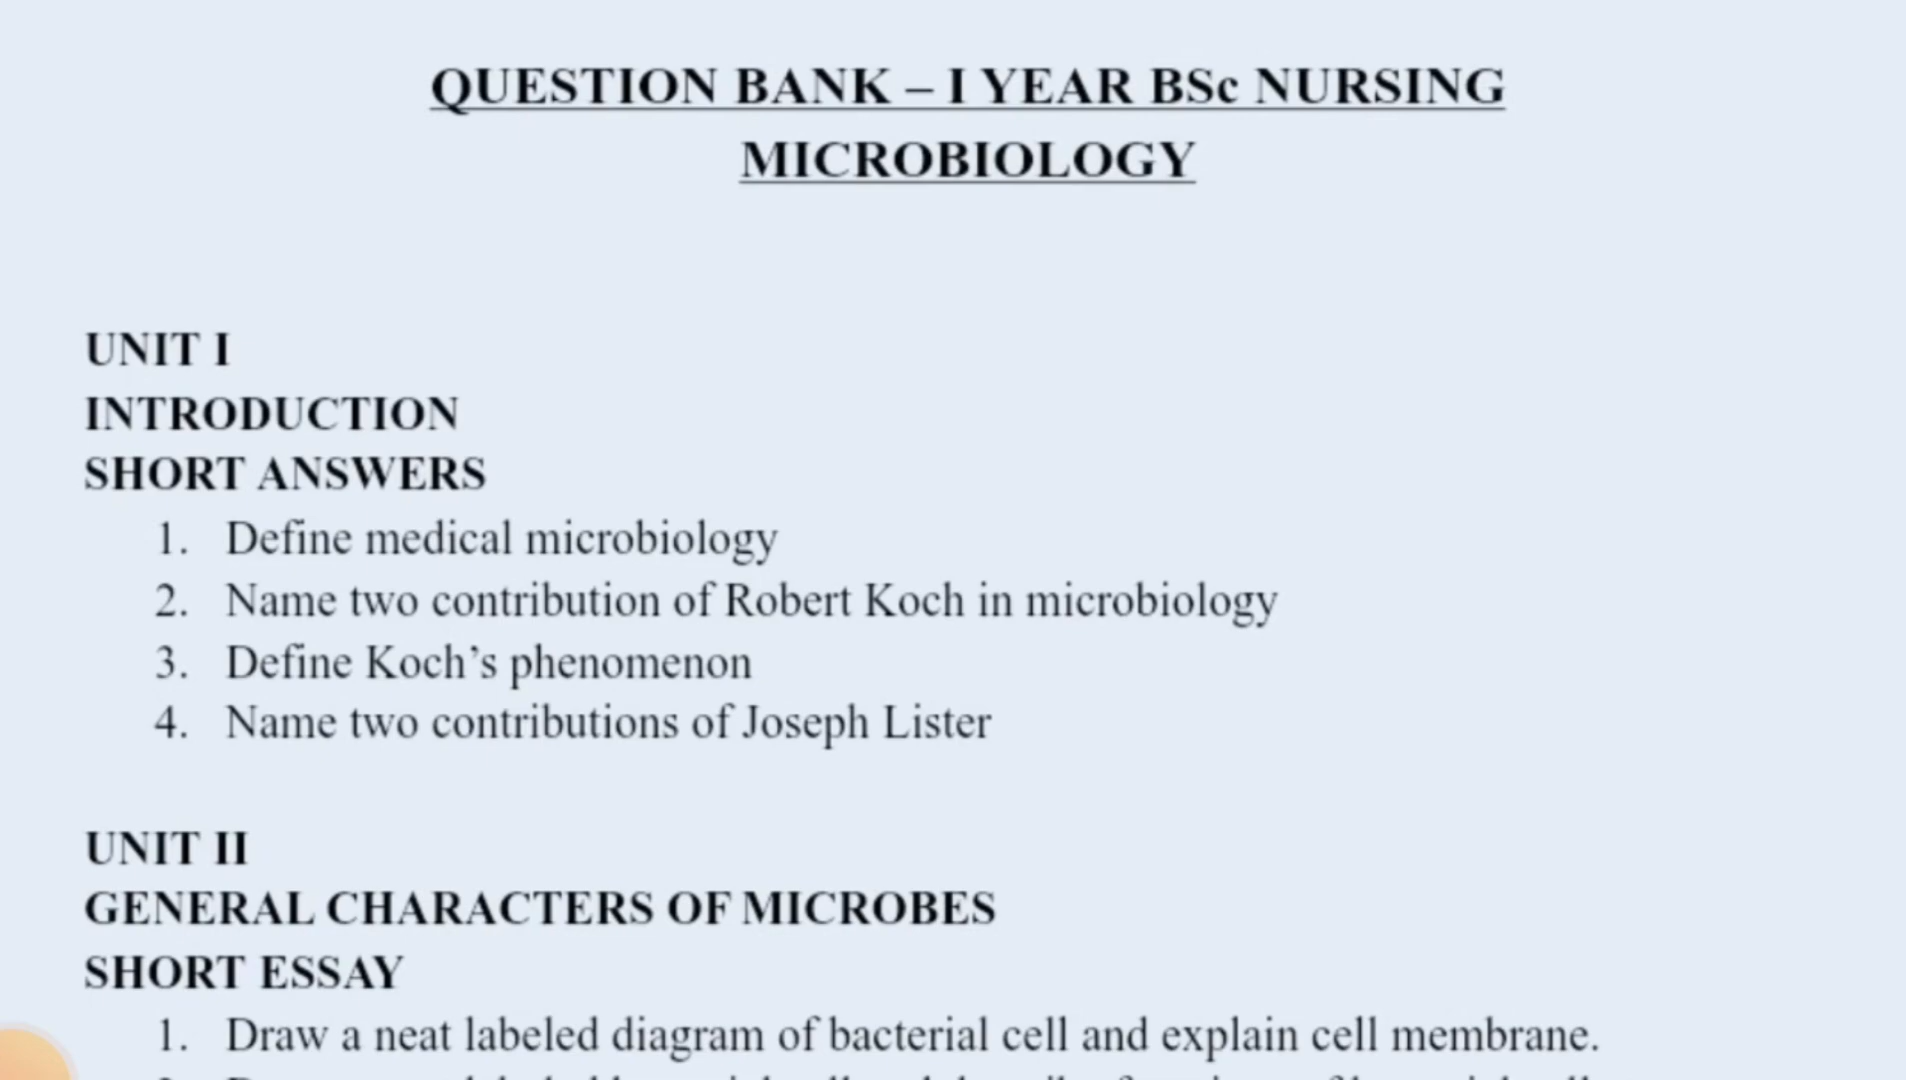 QUESTION BANK – I YEAR BSc NURSING
MICROBIOLOGY
UNIT I
INTRODUCTION
SHORT ANSWERS
1. Define medical microbiology
2. Name two contribution of Robert Koch in microbiology
3. Define Koch’s phenomenon
4. Name two contributions of Joseph Lister
UNIT II
GENERAL CHARACTERS OF MICROBES
SHORT ESSAY
1. Draw a neat labeled diagram of bacterial cell and explain cell membrane.